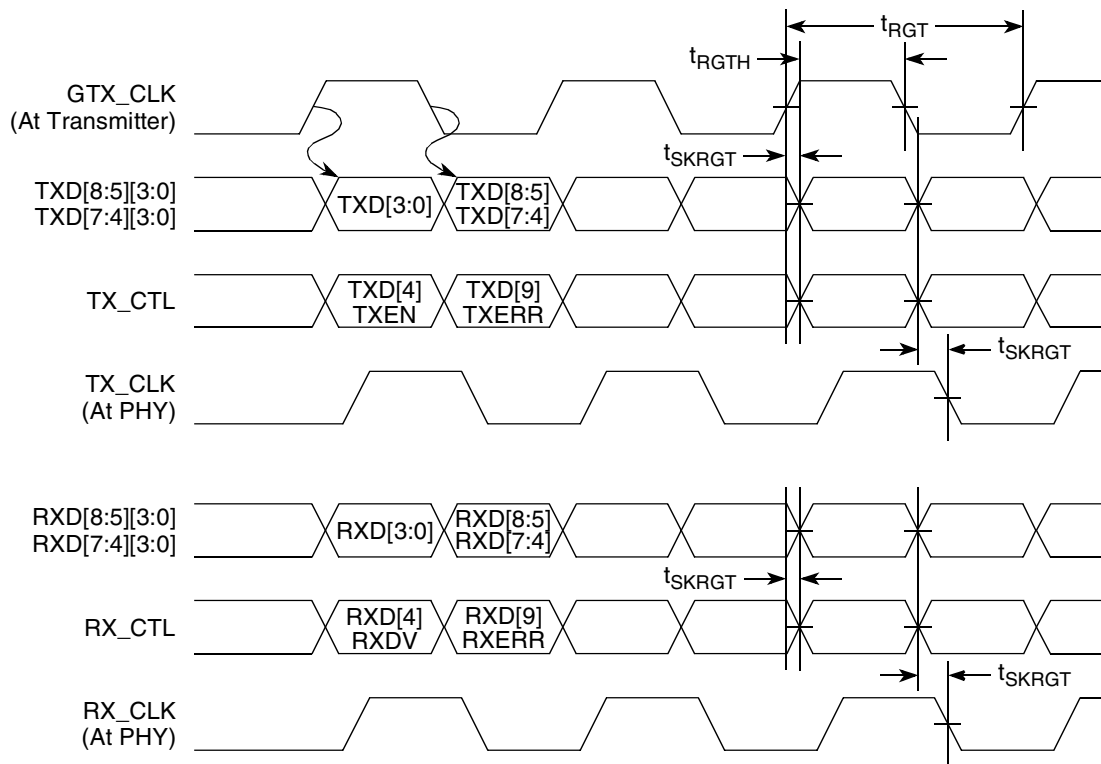 tRGT
tRGTH
GTX_CLK
(At Transmitter)
tSKRGT
TXD[8:5][3:0]
TXD[7:4][3:0]
TXD[3:0]
TXD[8:5]
TXD[7:4]
TX_CTL
TXD[4]
TXEN
TXD[9]
TXERR
tSKRGT
TX_CLK
(At PHY)
RXD[8:5][3:0]
RXD[7:4][3:0]
RXD[3:0]
RXD[8:5]
RXD[7:4]
tSKRGT
RX_CTL
RXD[4]
RXDV
RXD[9]
RXERR
tSKRGT
RX_CLK
(At PHY)